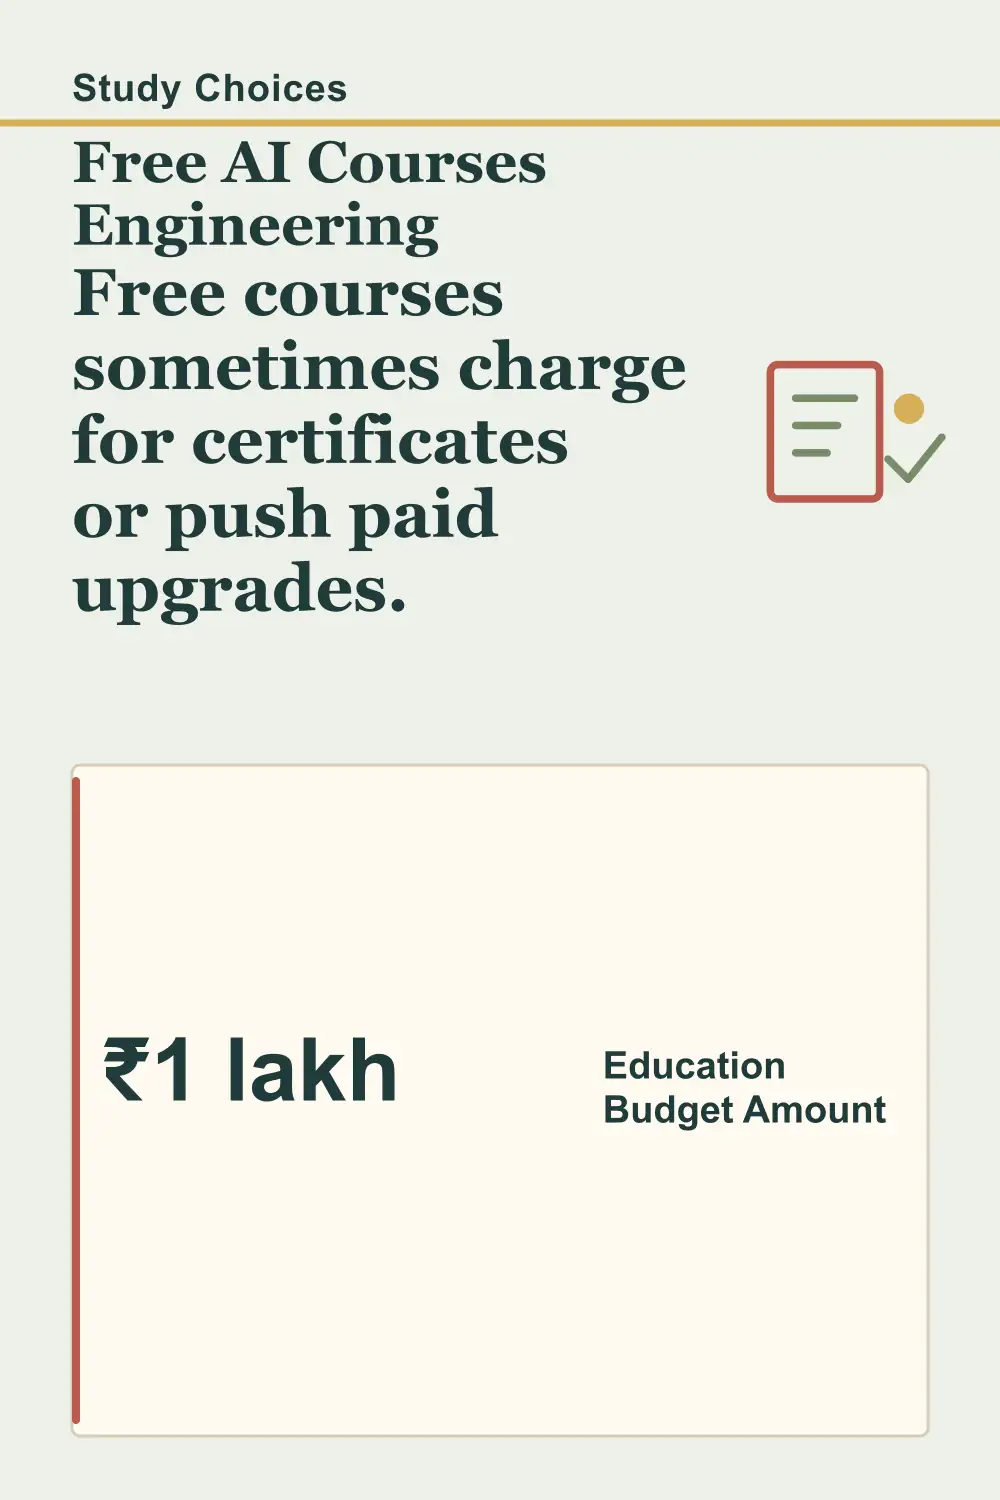 Study Choices
Free AI Courses
Engineering
Free courses
sometimes charge
for certificates
or push paid
upgrades.
₹1 lakh
Education
Budget Amount